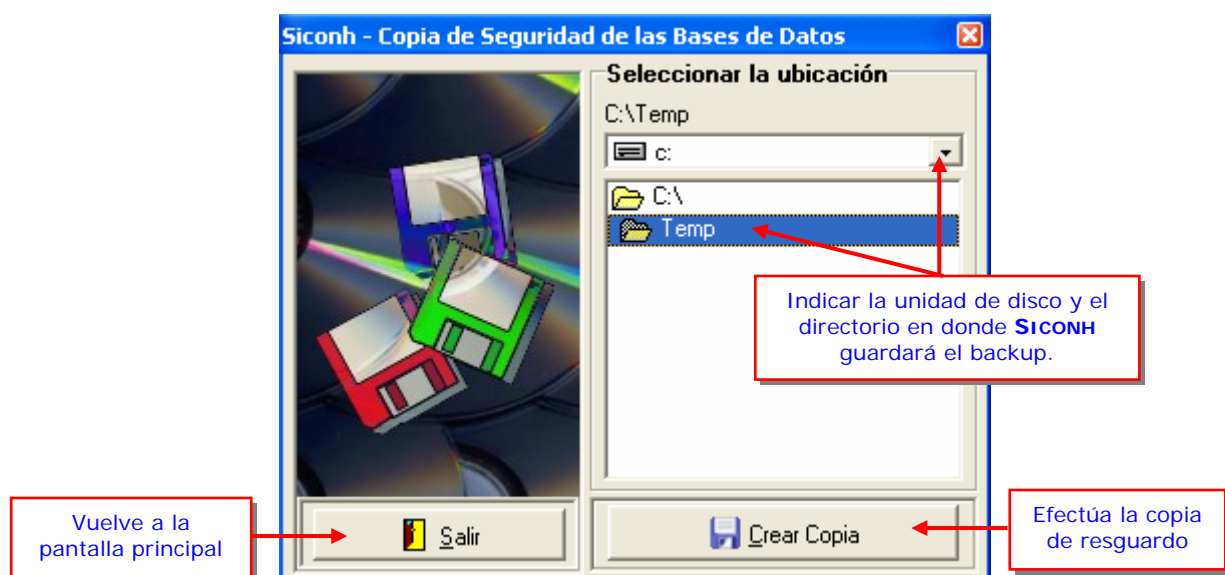 Siconh - Copia de Seguridad de las Bases de Datos
Seleccionar la ubicación
C:\Temp
c:
C:\
Temp
Indicar la unidad de disco y el
directorio en donde SICONH
guardará el backup.
Vuelve a la
pantalla principal
Salir
Crear Copia
Efectúa la copia
de resguardo